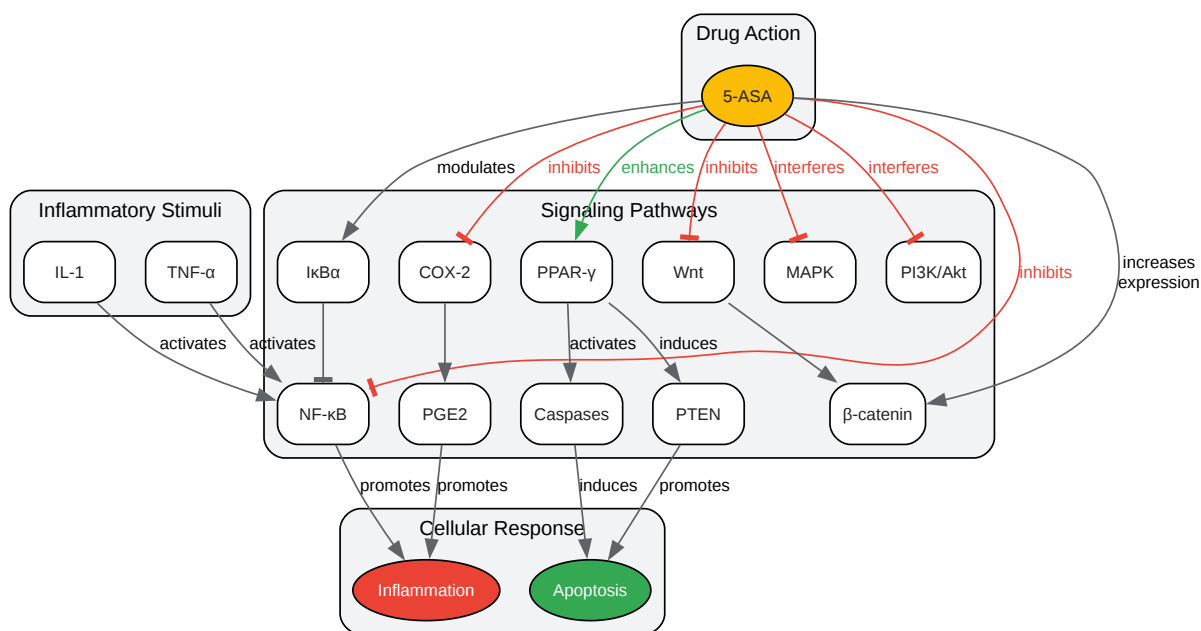 Drug Action
5-ASA
modulates
inhibits
enhances
inhibits
interferes
interferes
Inflammatory Stimuli
Signaling Pathways
IL-1
TNF-α
IκBα
COX-2
PPAR-γ
Wnt
MAPK
PI3K/Akt
inhibits
increases
expression
activates
activates
activates
induces
NF-κB
PGE2
Caspases
PTEN
β-catenin
promotes
promotes
induces
promotes
Cellular Response
Inflammation
Apoptosis